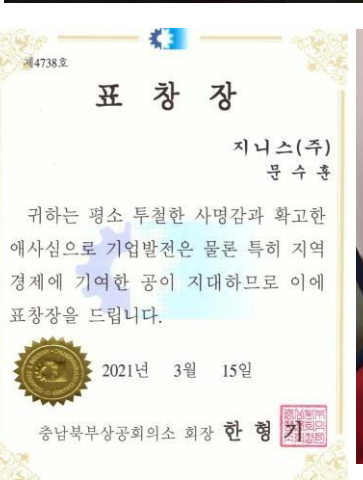 제4738호
표 창 장
지니스(주)
문 수 훈
귀하는 평소 투철한 사명감과 확고한
애사심으로 기업발전은 물론 특히 지역
경제에 기여한 공이 지대하므로 이에
표창장을 드립니다.
2021년 3월 15일
충남북부상공회의소 회장 한 형 기